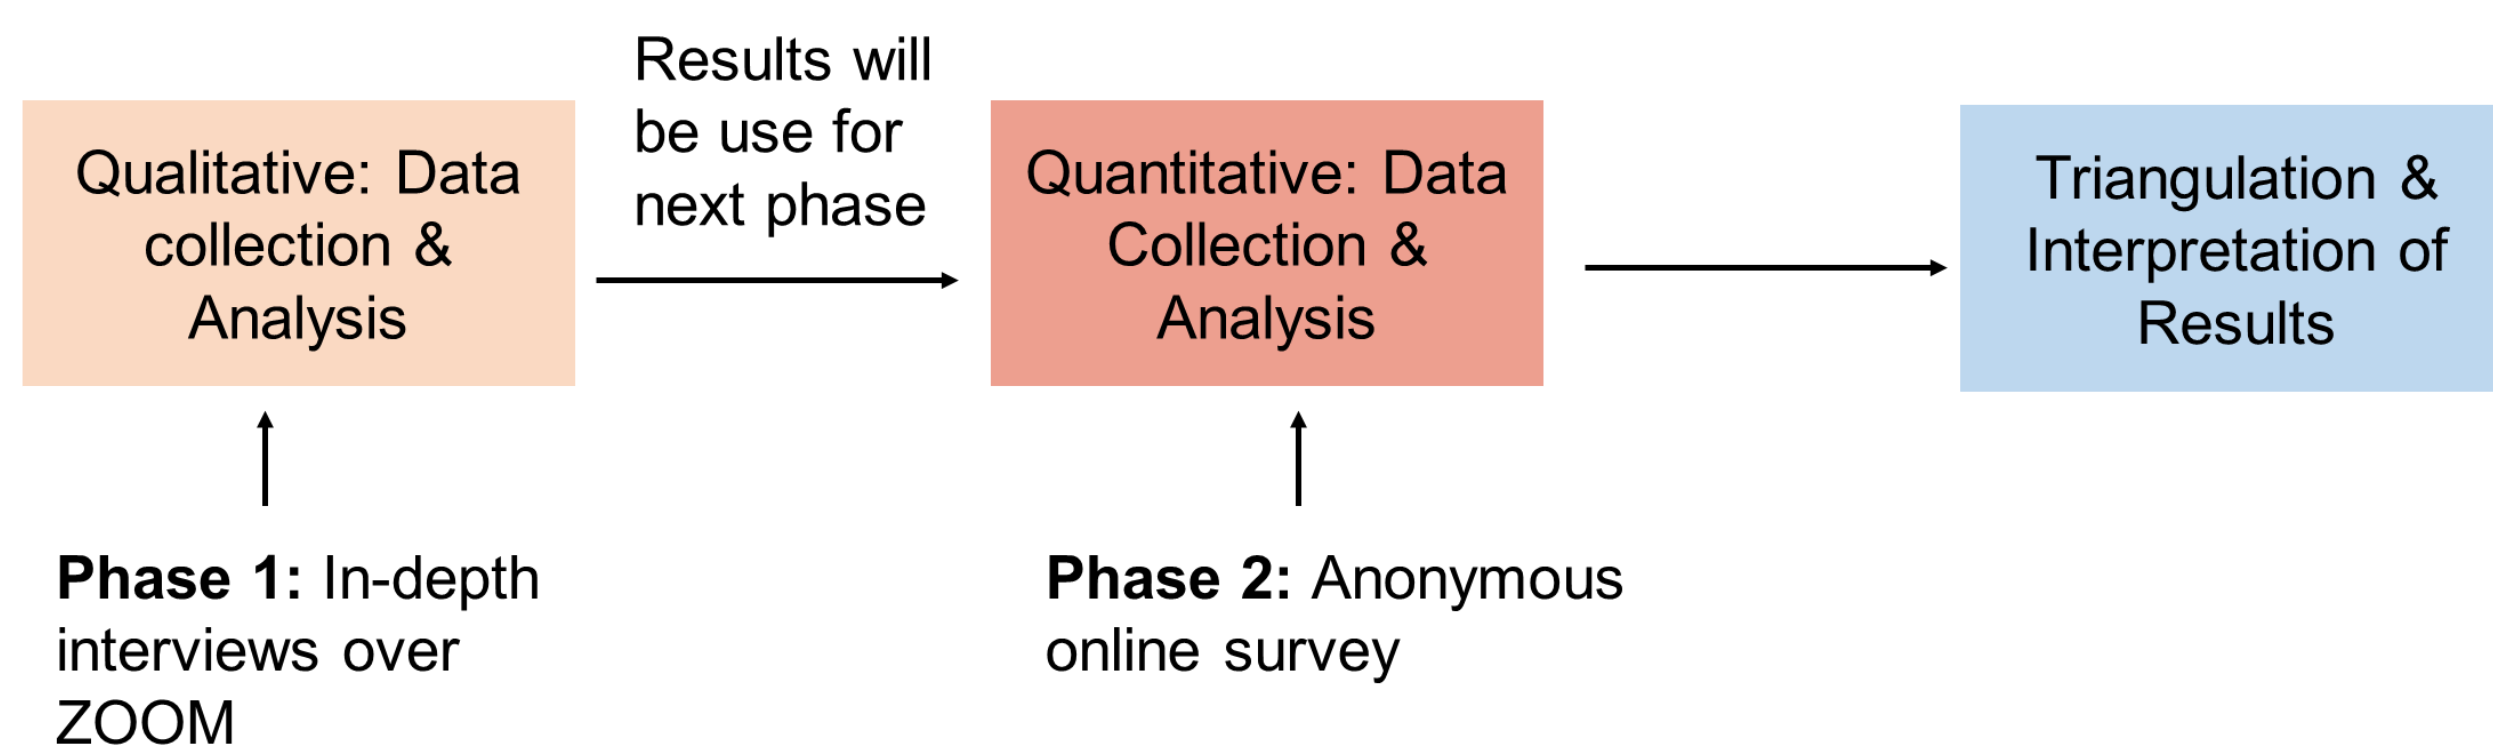 Qualitative: Data
collection &
Analysis
Results will
be use for
next phase
Quantitative: Data
Collection &
Analysis
Triangulation &
Interpretation of
Results
Phase 1: In-depth
interviews over
ZOOM
Phase 2: Anonymous
online survey